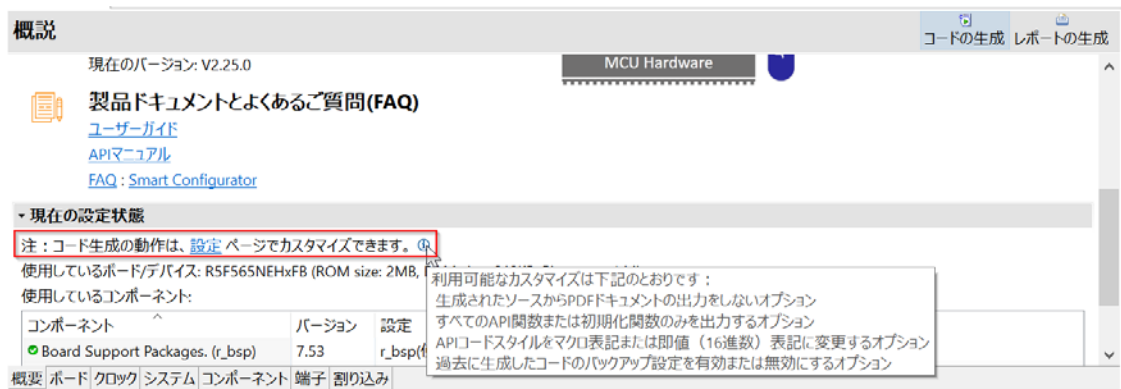 概説
コードの生成 レポートの生成
現在のバージョン: V2.25.0
MCU Hardware
製品ドキュメントとよくあるご質問(FAQ)
ユーザーガイド
APIマニュアル
FAQ : Smart Configurator
現在の設定状態
注：コード生成の動作は、設定 ページでカスタマイズできます。
使用しているボード/デバイス: R5F565NEHxFB (ROM size: 2MB,
使用しているコンポーネント:
利用可能なカスタマイズは下記のとおりです：
生成されたソースからPDFドキュメントの出力をしないオプション
すべてのAPI関数または初期化関数のみを出力するオプション
APIコードスタイルをマクロ表記または即値（16進数）表記に変更するオプション
過去に生成したコードのバックアップ設定を有効または無効にするオプション
コンポーネント バージョン 設定
Board Support Packages. (r_bsp) 7.53 r_bsp(
概要 ボード クロック システム コンポーネント 端子 割り込み